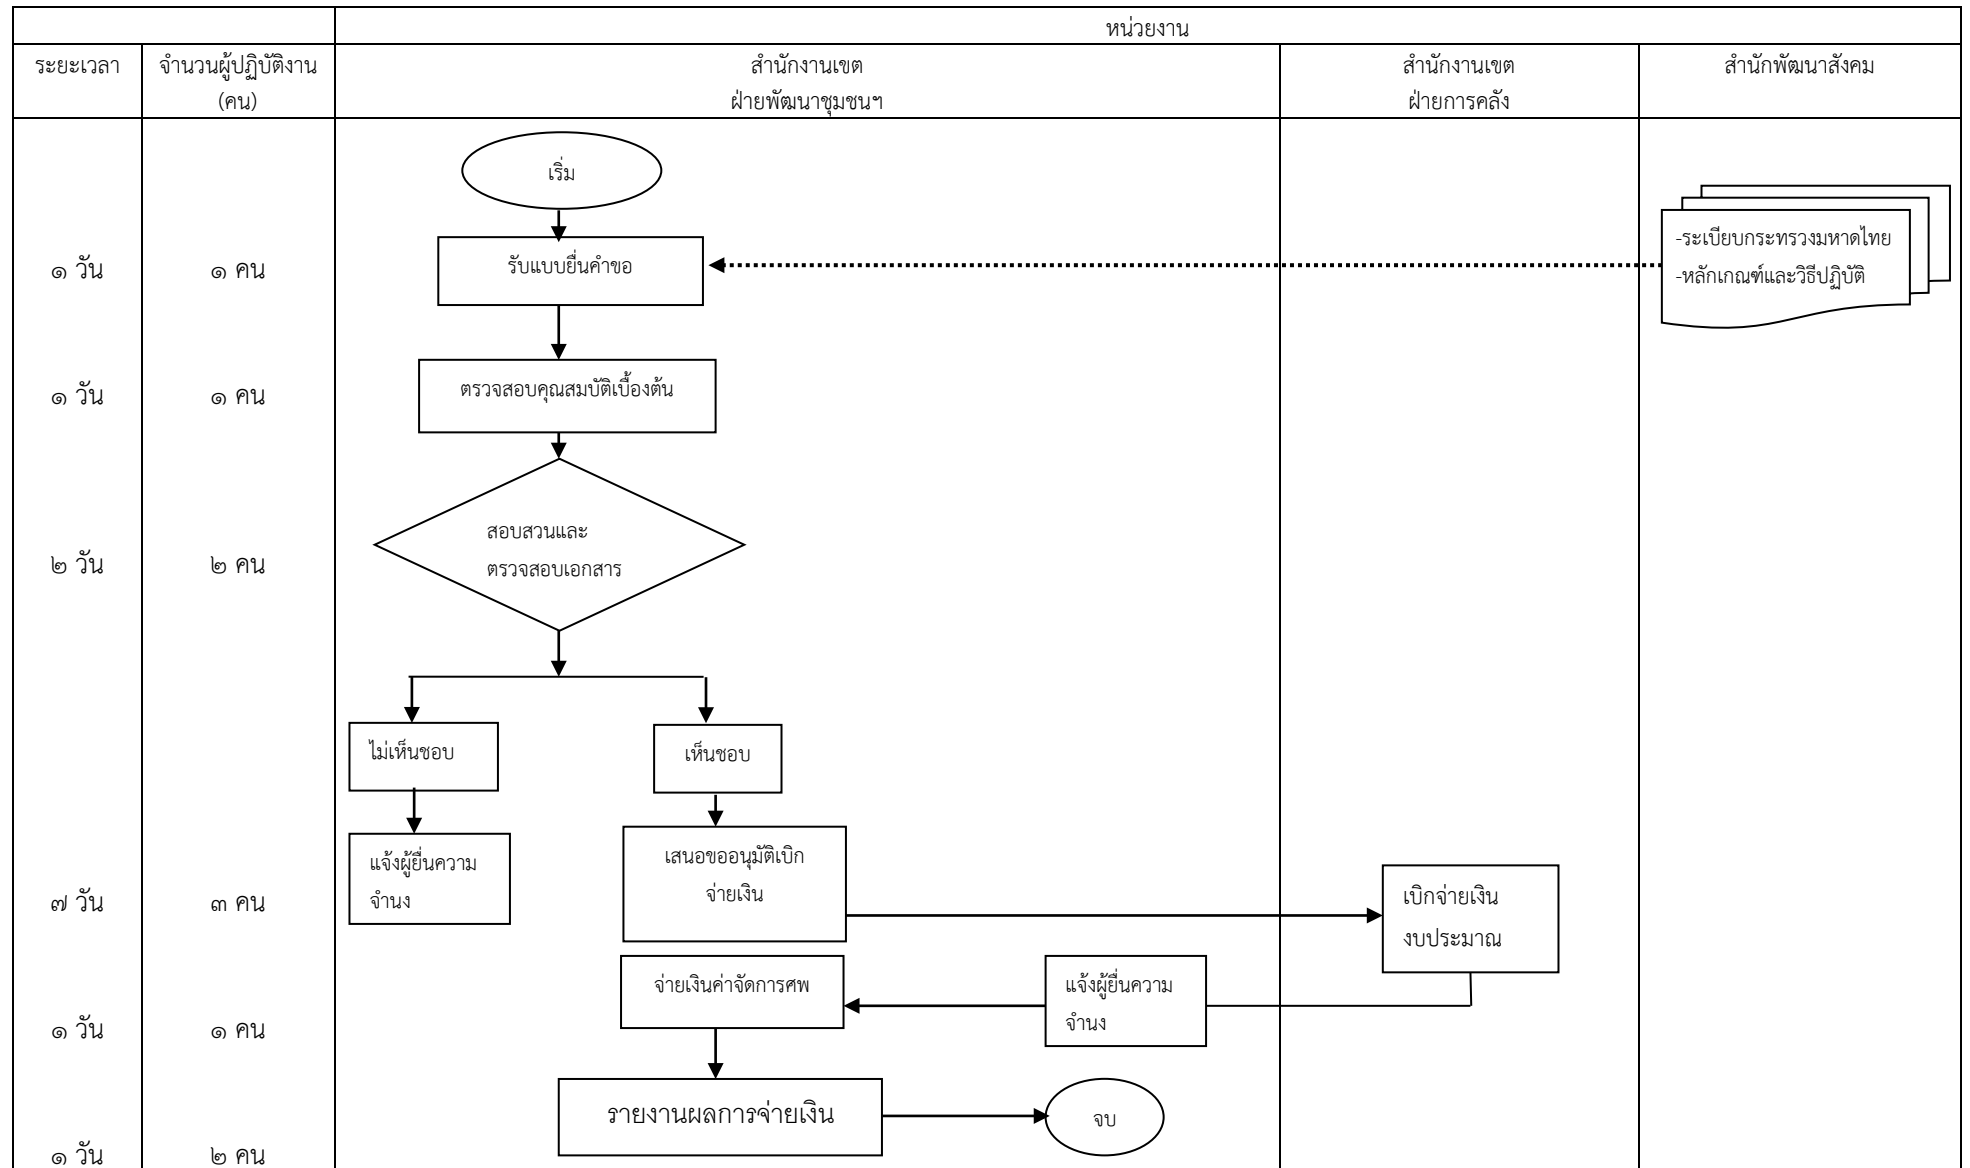 หน่วยงาน
ระยะเวลา
จำนวนผู้ปฏิบัติงาน
(คน)
สำนักงานเขต
ฝ่ายพัฒนาชุมชนฯ
สำนักงานเขต
ฝ่ายการคลัง
สำนักพัฒนาสังคม
เริ่ม
-ระเบียบกระทรวงมหาดไทย
-หลักเกณฑ์และวิธีปฏิบัติ
๑ วัน
๑ คน
รับแบบยื่นคำขอ
๑ วัน
๑ คน
ตรวจสอบคุณสมบัติเบื้องต้น
๒ วัน
๒ คน
สอบสวนและ
ตรวจสอบเอกสาร
ไม่เห็นชอบ
เห็นชอบ
๗ วัน
๓ คน
แจ้งผู้ยื่นความ
จำนง
เสนอขออนุมัติเบิก
จ่ายเงิน
เบิกจ่ายเงิน
งบประมาณ
๑ วัน
๑ คน
จ่ายเงินค่าจัดการศพ
แจ้งผู้ยื่นความ
จำนง
รายงานผลการจ่ายเงิน
จบ
๑ วัน
๒ คน